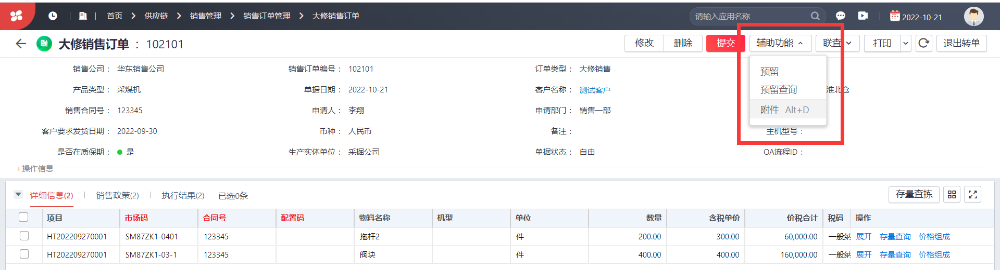 首页 > 供应链 > 销售管理 > 销售订单管理 > 大修销售订单 请输入应用名称 2022-10-21
大修销售订单 : 102101 修改 删除 提交 辅助功能 联查 打印 退出转单
销售公司： 华东销售公司 销售订单编号： 102101 订单类型： 大修销售
预留
产品类型： 采煤机 单据日期： 2022-10-21 客户名称： 测试客户 淮北仓
预留查询
销售合同号： 123345 申请人： 李翔 申请部门： 销售一部
附件 Alt+D
客户要求发货日期： 2022-09-30 币种： 人民币 备注： 主机型号：
是否在质保期： 是 生产实体单位： 采掘公司 单据状态： 自由 OA流程ID：
+操作信息
详细信息(2) 销售政策(2) 执行结果(2) 已选0条 存量查拣
项目 市场码 合同号 配置码 物料名称 机型 单位 数量 含税单价 价税合计 税码 操作
HT202209270001 SM87ZK1-0401 123345 拖杆2 件 200.00 300.00 60,000.00 一般纳 展开 存量查询 价格组成
HT202209270001 SM87ZK1-03-1 123345 阀块 件 400.00 400.00 160,000.00 一般纳 展开 存量查询 价格组成